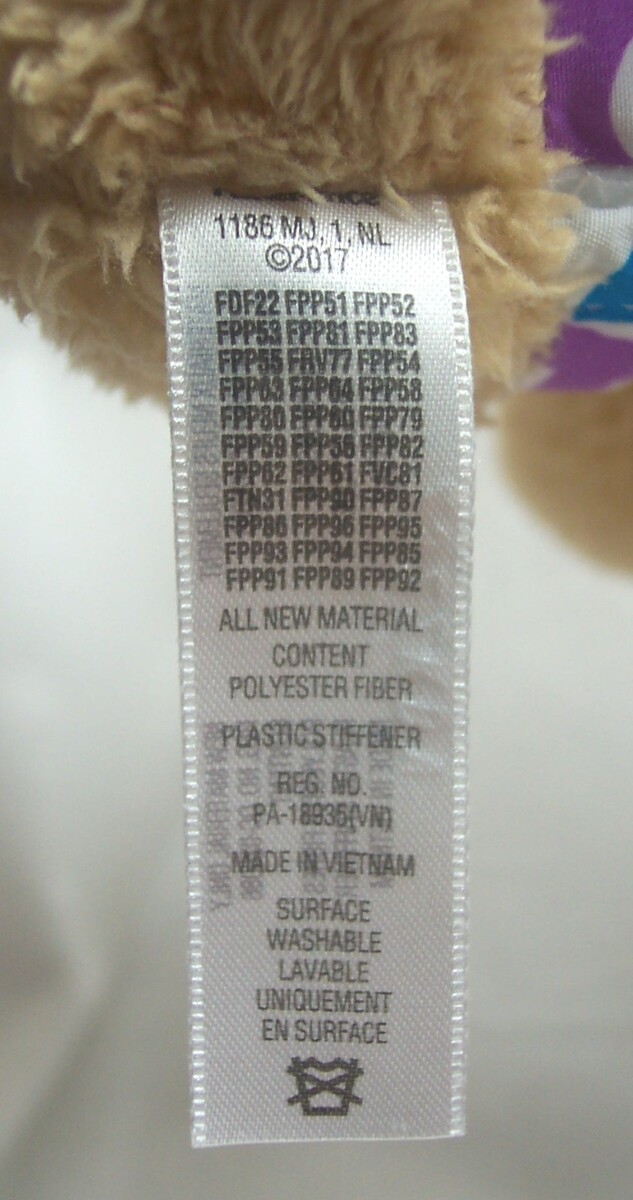 1186 MJ, 1, NL
©2017
FDF22 FPP51 FPP52
FPP53 FPP81 FPP83
FPP55 FRV77 FPP54
FPP63 FPP64 FPP58
FPP80 FPP60 FPP79
FPP59 FPP56 FPP82
FPP62 FPP61 FVC81
FTN31 FPP90 FPP87
FPP86 FPP96 FPP95
FPP93 FPP94 FPP85
FPP91 FPP89 FPP92
ALL NEW MATERIAL
CONTENT
POLYESTER FIBER
PLASTIC STIFFENER
REG. NO.
PA-18935(VN)
MADE IN VIETNAM
SURFACE
WASHABLE
LAVABLE
UNIQUEMENT
EN SURFACE